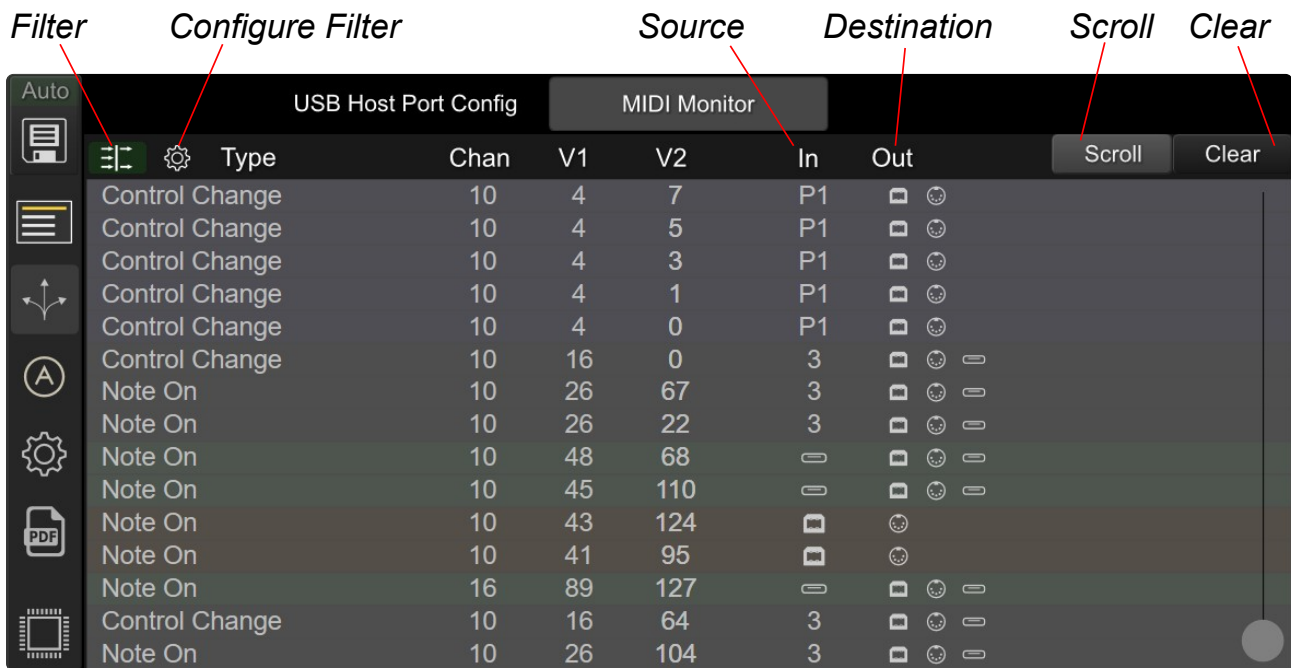 Filter Configure Filter Source Destination Scroll Clear
Auto USB Host Port Config MIDI Monitor
Type Chan V1 V2 In Out Scroll Clear
Control Change 10 4 7 P1
Control Change 10 4 5 P1
Control Change 10 4 3 P1
Control Change 10 4 1 P1
Control Change 10 4 0 P1
Control Change 10 16 0 3
A
Note On 10 26 67 3
Note On 10 26 22 3
Note On 10 48 68
Note On 10 45 110
Note On 10 43 124
PDF
Note On 10 41 95
Note On 16 89 127
Control Change 10 16 64 3
Note On 10 26 104 3